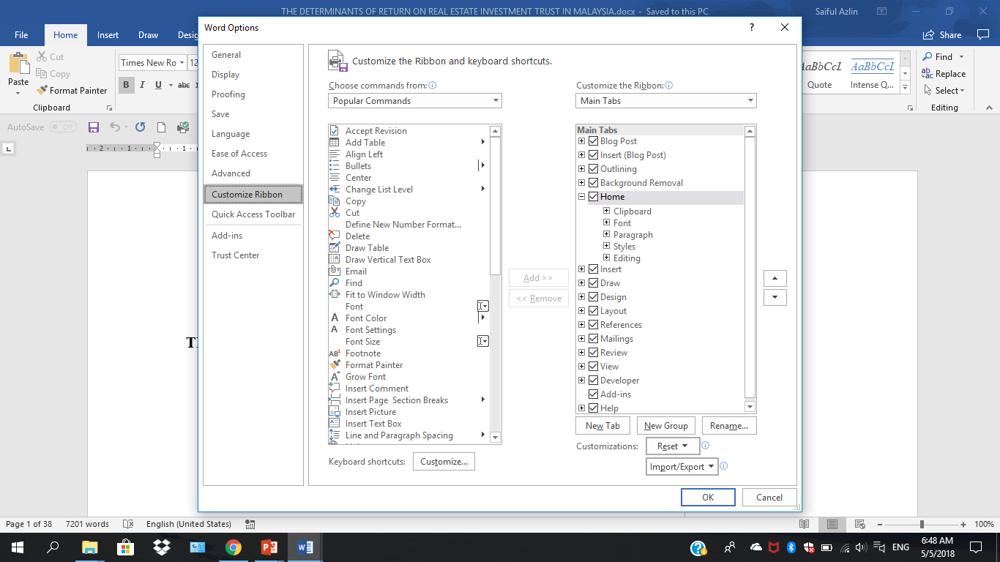 THE DETERMINANTS OF RETURN ON REAL ESTATE INVESTMENT TRUST IN MALAYSIA.docx - Saved to this PC
Saiful Azlin
File Home Insert Draw Desig
Share
Paste
Cut
Copy
Format Painter
Clipboard
Times New Ro 12
B I U abc x
AaBbCcI AaBbCcI
Quote Intense Q...
Find
Replace
Select
Editing
AutoSave Off
2 1 1
Word Options
General
Display
Proofing
Save
Language
Ease of Access
Advanced
Customize Ribbon
Quick Access Toolbar
Add-ins
Trust Center
Customize the Ribbon and keyboard shortcuts.
Choose commands from:
Popular Commands
Accept Revision
Add Table
Align Left
Bullets
Center
Change List Level
Copy
Cut
Define New Number Format...
Delete
Draw Table
Draw Vertical Text Box
Email
Find
Fit to Window Width
Font
Font Color
Font Settings
Font Size
Footnote
Format Painter
Grow Font
Insert Comment
Insert Page Section Breaks
Insert Picture
Insert Text Box
Line and Paragraph Spacing
Keyboard shortcuts: Customize...
Add >>
<< Remove
Customize the Ribbon:
Main Tabs
Main Tabs
Blog Post
Insert (Blog Post)
Outlining
Background Removal
Home
Clipboard
Font
Paragraph
Styles
Editing
Insert
Draw
Design
Layout
References
Mailings
Review
View
Developer
Add-ins
Help
New Tab New Group Rename...
Customizations: Reset
Import/Export
OK Cancel
Page 1 of 38 7201 words English (United States) 100%
ENG
6:48 AM
5/5/2018